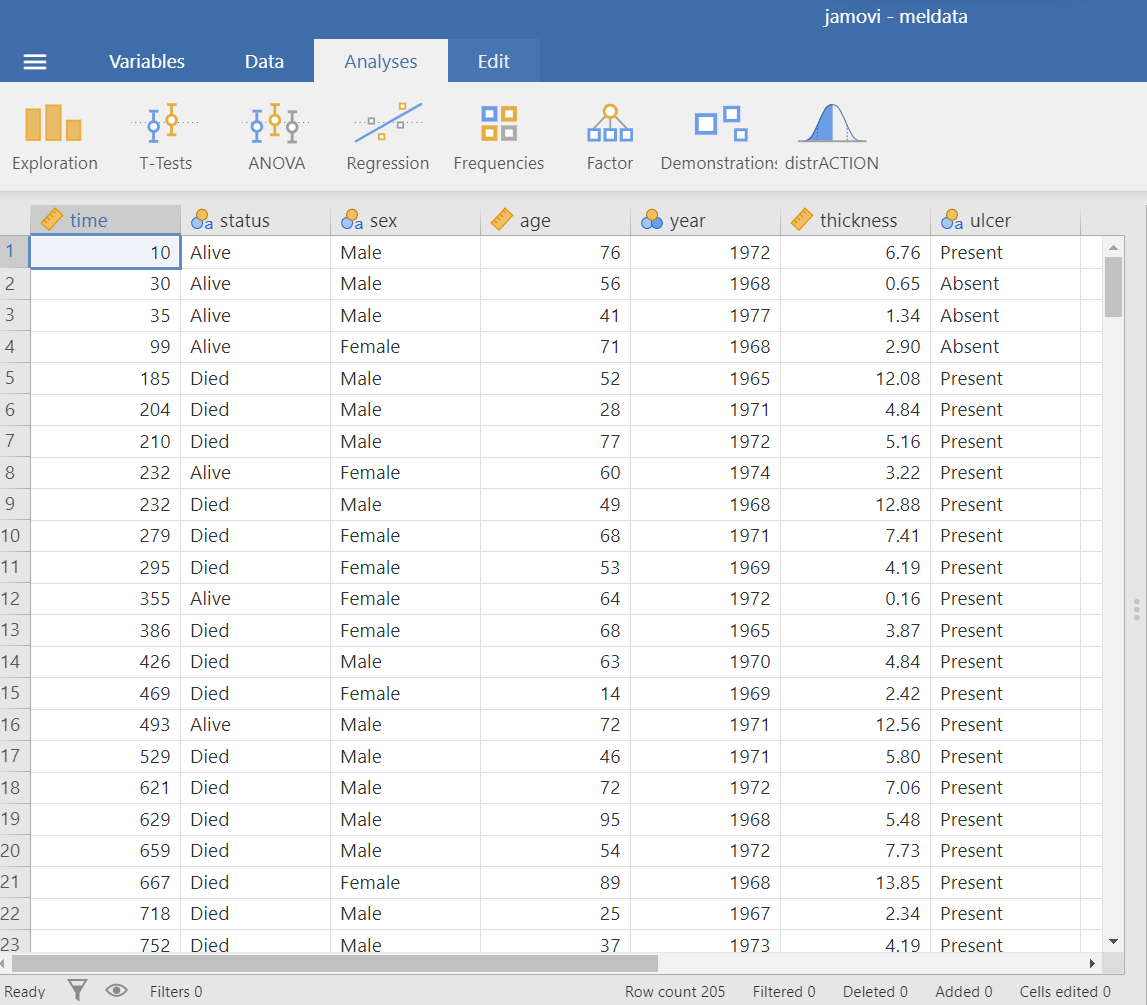 jamovi - meldata
Variables Data Analyses Edit
Exploration T-Tests ANOVA Regression Frequencies Factor Demonstrations distrACTION
time status sex age year thickness ulcer
1 10 Alive Male 76 1972 6.76 Present
2 30 Alive Male 56 1968 0.65 Absent
3 35 Alive Male 41 1977 1.34 Absent
4 99 Alive Female 71 1968 2.90 Absent
5 185 Died Male 52 1965 12.08 Present
6 204 Died Male 28 1971 4.84 Present
7 210 Died Male 77 1972 5.16 Present
8 232 Alive Female 60 1974 3.22 Present
9 232 Died Male 49 1968 12.88 Present
10 279 Died Female 68 1971 7.41 Present
11 295 Died Female 53 1969 4.19 Present
12 355 Alive Female 64 1972 0.16 Present
13 386 Died Female 68 1965 3.87 Present
14 426 Died Male 63 1970 4.84 Present
15 469 Died Female 14 1969 2.42 Present
16 493 Alive Male 72 1971 12.56 Present
17 529 Died Male 46 1971 5.80 Present
18 621 Died Male 72 1972 7.06 Present
19 629 Died Male 95 1968 5.48 Present
20 659 Died Male 54 1972 7.73 Present
21 667 Died Female 89 1968 13.85 Present
22 718 Died Male 25 1967 2.34 Present
23 752 Died Male 37 1973 4.19 Present
Ready Filters 0 Row count 205 Filtered 0 Deleted 0 Added 0 Cells edited 0